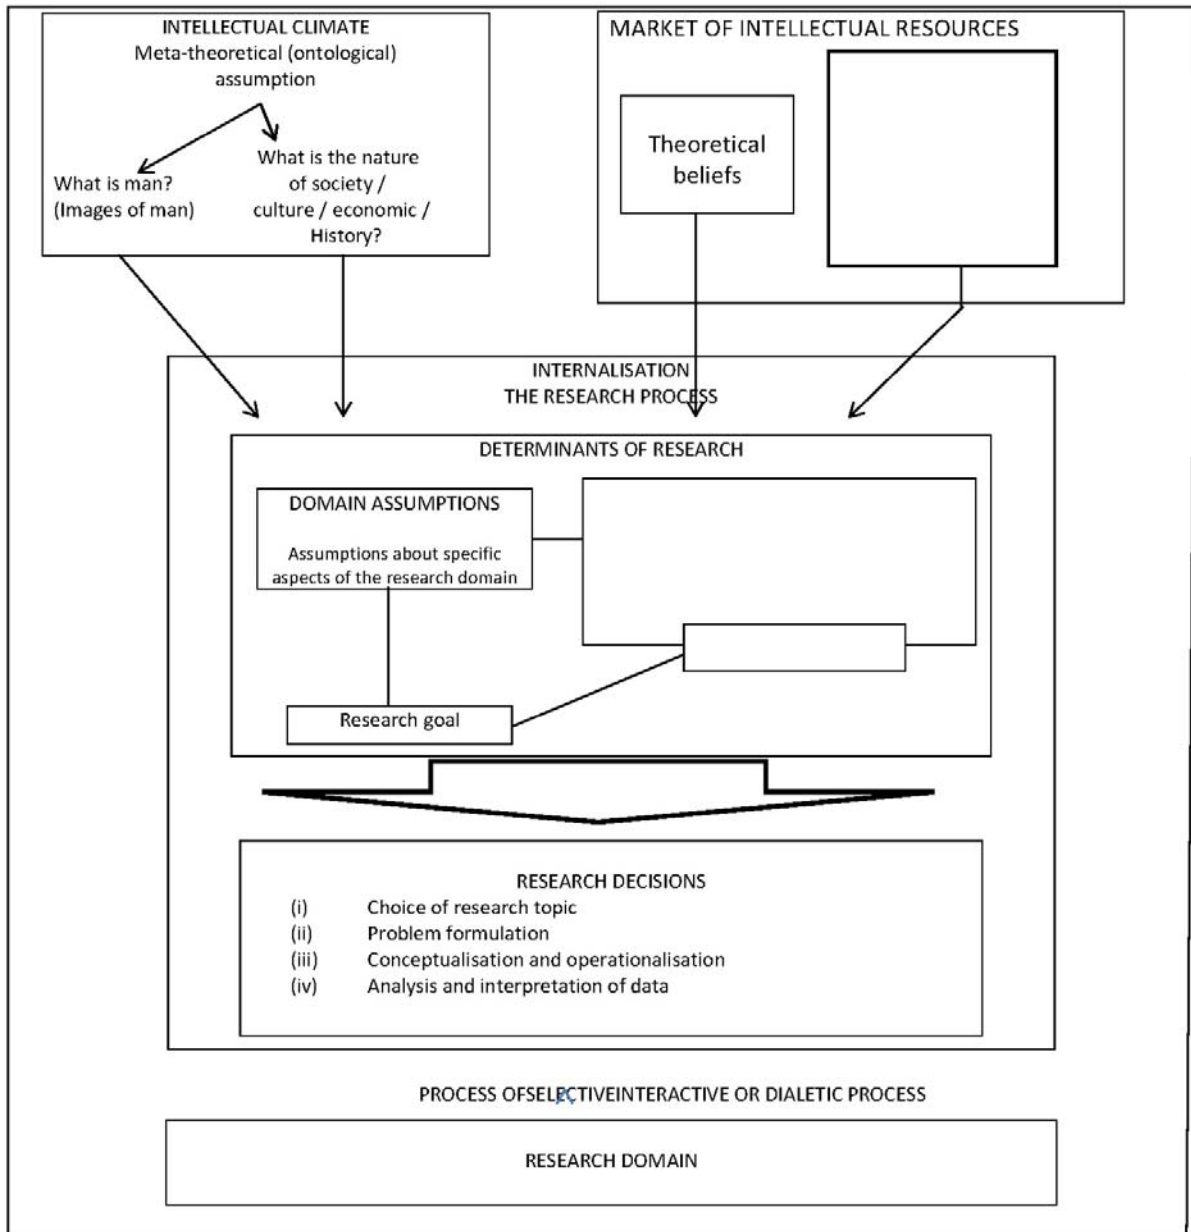 INTELLECTUAL CLIMATE
Meta-theoretical (ontological)
assumption
What is man?
(Images of man)
What is the nature
of society /
culture / economic /
History?
MARKET OF INTELLECTUAL RESOURCES
Theoretical
beliefs
INTERNALISATION
THE RESEARCH PROCESS
DETERMINANTS OF RESEARCH
DOMAIN ASSUMPTIONS
Assumptions about specific
aspects of the research domain
Research goal
RESEARCH DECISIONS
(i) Choice of research topic
(ii) Problem formulation
(iii) Conceptualisation and operationalisation
(iv) Analysis and interpretation of data
PROCESS OFSELECTIVEINTERACTIVE OR DIALETIC PROCESS
RESEARCH DOMAIN